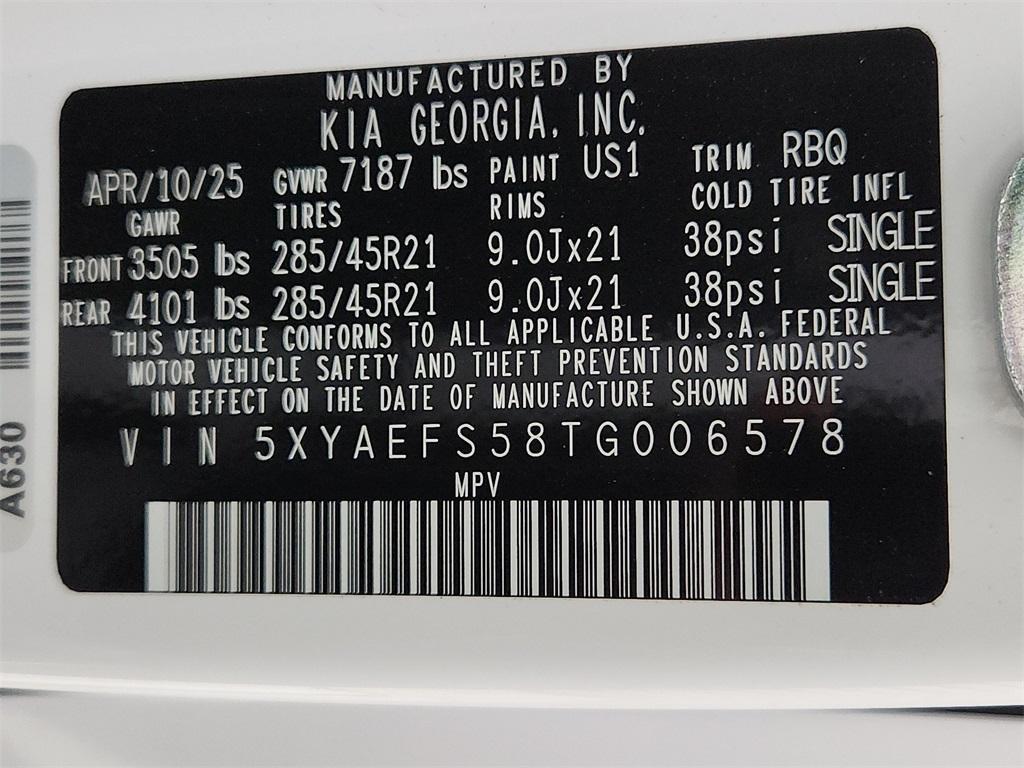 MANUFACTURED BY
KIA GEORGIA, INC.
APR/10/25 GVWR 7187 lbs PAINT US1 TRIM RBQ
GAWR TIRES RIMS COLD TIRE INFL
FRONT 3505 lbs 285/45R21 9.0Jx21 38psi SINGLE
REAR 4101 lbs 285/45R21 9.0Jx21 38psi SINGLE
THIS VEHICLE CONFORMS TO ALL APPLICABLE U.S.A. FEDERAL
MOTOR VEHICLE SAFETY AND THEFT PREVENTION STANDARDS
IN EFFECT ON THE DATE OF MANUFACTURE SHOWN ABOVE
VIN 5XYAEFS58TG006578
MPV
A630